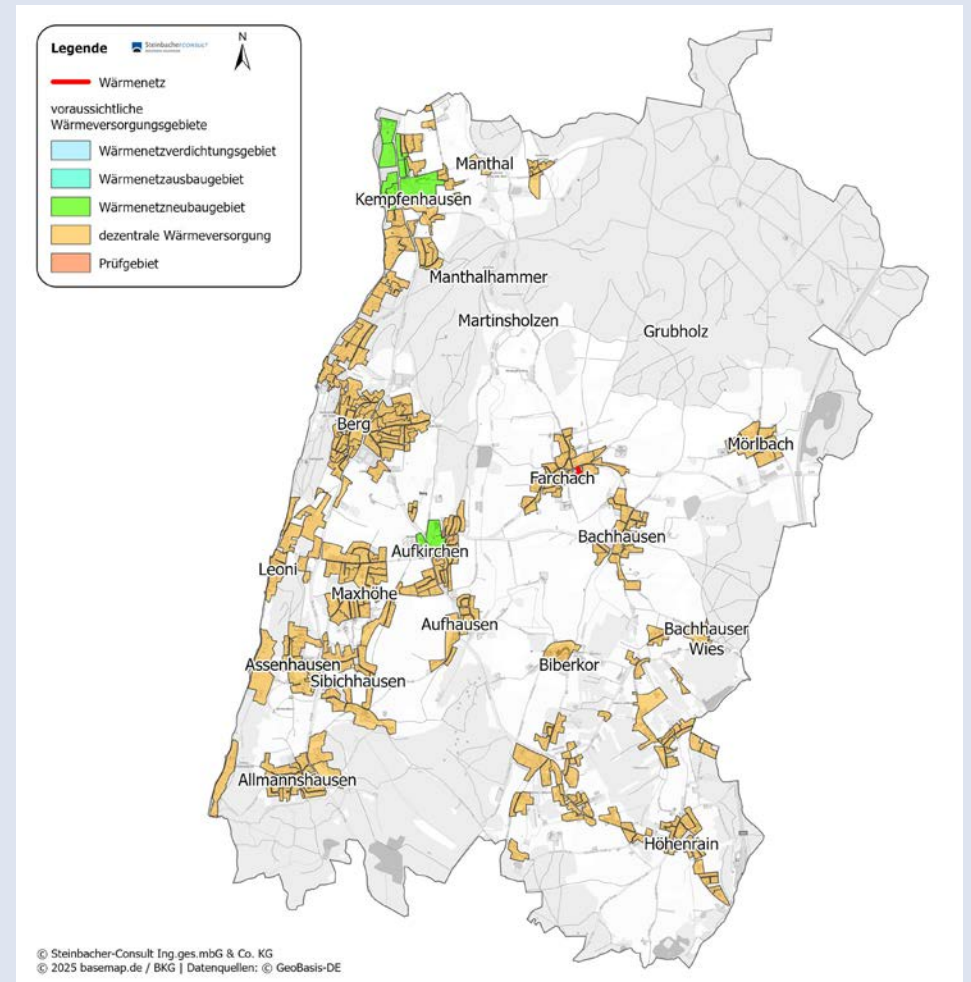 Legende
SteinbacherCONSULT
N
Wärmenetz
voraussichtliche
Wärmeversorgungsgebiete
Wärmenetzverdichtungsgebiet
Wärmenetzausbaugebiet
Wärmenetzneubaugebiet
dezentrale Wärmeversorgung
Prüfgebiet
Manthal
Kempfenhausen
Manthalhammer
Martinsholzen
Grubholz
Berg
Mörlbach
Farchach
Bachhausen
Aufkirchen
Leoni
Maxhöhe
Aufhausen
Bachhauser
Wies
Assenhausen
Biberkor
Sibichhausen
Allmannshausen
Höhenrain
© Steinbacher-Consult Ing.ges.mbG & Co. KG
© 2025 basemap.de / BKG | Datenquellen: © GeoBasis-DE